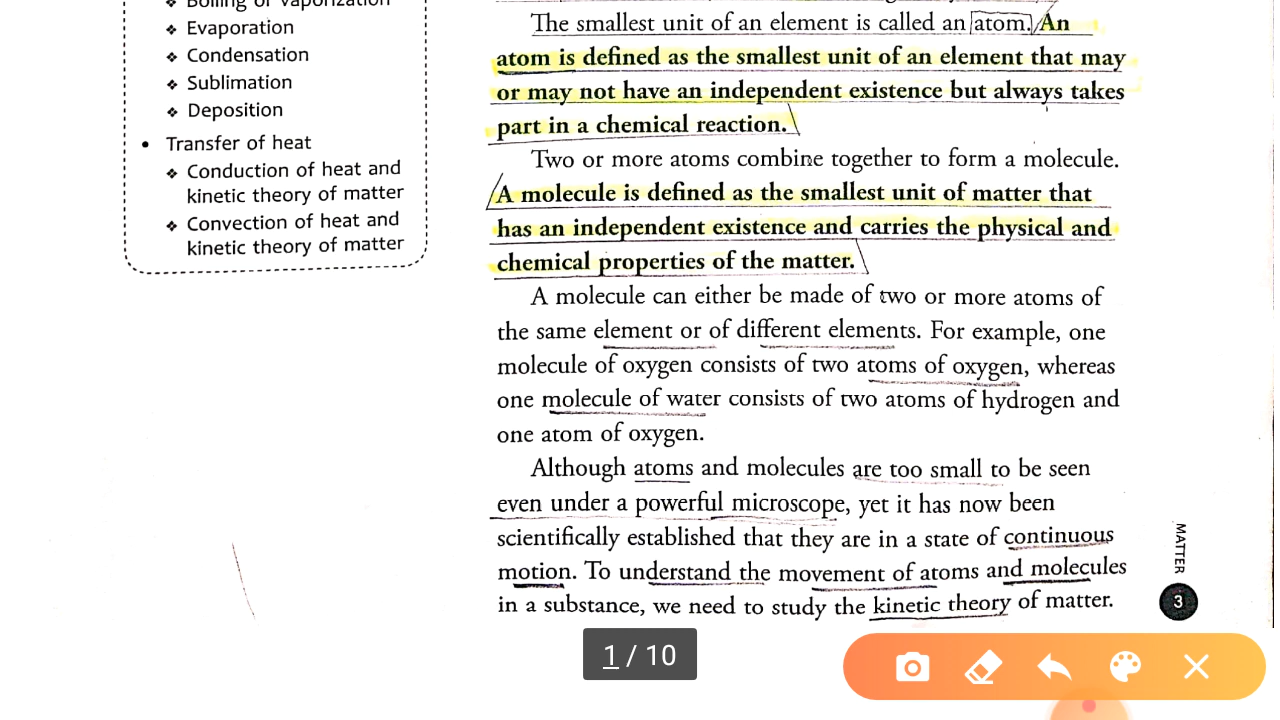 Boiling or vaporization
❖ Evaporation
❖ Condensation
❖ Sublimation
❖ Deposition
• Transfer of heat
❖ Conduction of heat and
kinetic theory of matter
❖ Convection of heat and
kinetic theory of matter
The smallest unit of an element is called an atom. An
atom is defined as the smallest unit of an element that may
or may not have an independent existence but always takes
part in a chemical reaction.
Two or more atoms combine together to form a molecule.
A molecule is defined as the smallest unit of matter that
has an independent existence and carries the physical and
chemical properties of the matter.
A molecule can either be made of two or more atoms of
the same element or of different elements. For example, one
molecule of oxygen consists of two atoms of oxygen, whereas
one molecule of water consists of two atoms of hydrogen and
one atom of oxygen.
Although atoms and molecules are too small to be seen
even under a powerful microscope, yet it has now been
scientifically established that they are in a state of continuous
motion. To understand the movement of atoms and molecules
in a substance, we need to study the kinetic theory of matter.
MATTER
3
1 / 10